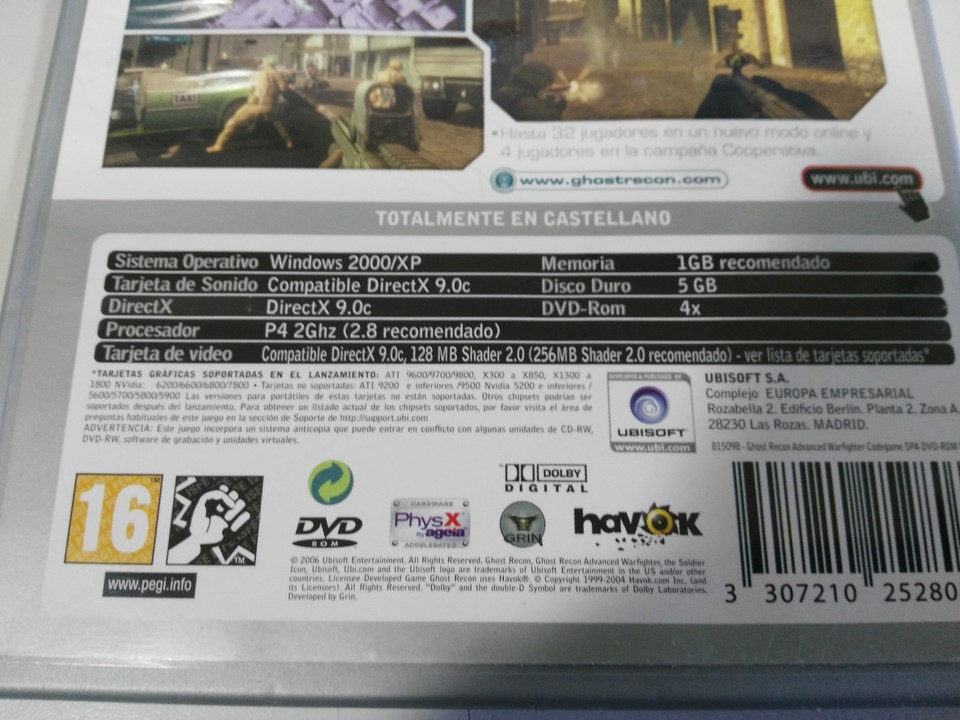 TAXI
•Hasta 32 jugadores en un nuevo modo online y
4 jugadores en la campaña Cooperativa.
www.ghostrecon.com
www.ubi.com
TOTALMENTE EN CASTELLANO
Sistema Operativo Windows 2000/XP Memoria 1GB recomendado
Tarjeta de Sonido Compatible DirectX 9.0c Disco Duro 5 GB
DirectX DirectX 9.0c DVD-Rom 4x
Procesador P4 2Ghz (2.8 recomendado)
Tarjeta de video Compatible DirectX 9.0c, 128 MB Shader 2.0 (256MB Shader 2.0 recomendado) - ver lista de tarjetas soportadas*
*TARJETAS GRÁFICAS SOPORTADAS EN EL LANZAMIENTO: ATI 9600/9700/9800, X300 a X850, X1300 a
1800 NVidia: 6200/6600/6800/7800 • Tarjetas no soportadas: ATI 9200 e inferiores /9500 Nvidia 5200 e inferiores /
5600/5700/5800/5900 Las versiones para portátiles de estas tarjetas no están soportadas. Otros chipsets podrían ser
soportados después del lanzamiento. Para obtener un listado actual de los chipsets soportados, por favor visita el área de
preguntas habituales de este juego en la sección de Soporte de http://support.ubi.com
ADVERTENCIA: Este juego incorpora un sistema anticopia que puede entrar en conflicto con algunas unidades de CD-RW,
DVD-RW, software de grabación y unidades virtuales.
DEVELOPED & PUBLISHED BY
UBISOFT
www.ubi.com
UBISOFT S.A.
Complejo EUROPA EMPRESARIAL
Rozabella 2. Edificio Berlín. Planta 2. Zona A.
28230 Las Rozas. MADRID.
815098 - Ghost Recon Advanced Warfighter Codegame SPA DVD-ROM
16
TM
www.pegi.info
TM
DVD
ROM
HARDWARE
PhysX
by ageia
ACCELERATED
DOLBY
DIGITAL
GRIN
havok
© 2006 Ubisoft Entertainment. All Rights Reserved. Ghost Recon, Ghost Recon Advanced Warfighter, the Soldier
Icon, Ubisoft, Ubi.com and the Ubisoft logo are trademarks of Ubisoft Entertainment in the US and/or other
countries. Licensee Developed Game Ghost Recon uses Havok®. © Copyright 1999-2004 Havok.com Inc. (and
its Licensors). All Rights Reserved. "Dolby" and the double-D Symbol are trademarks of Dolby Laboratories.
Developed by Grin.
3 307210 25280